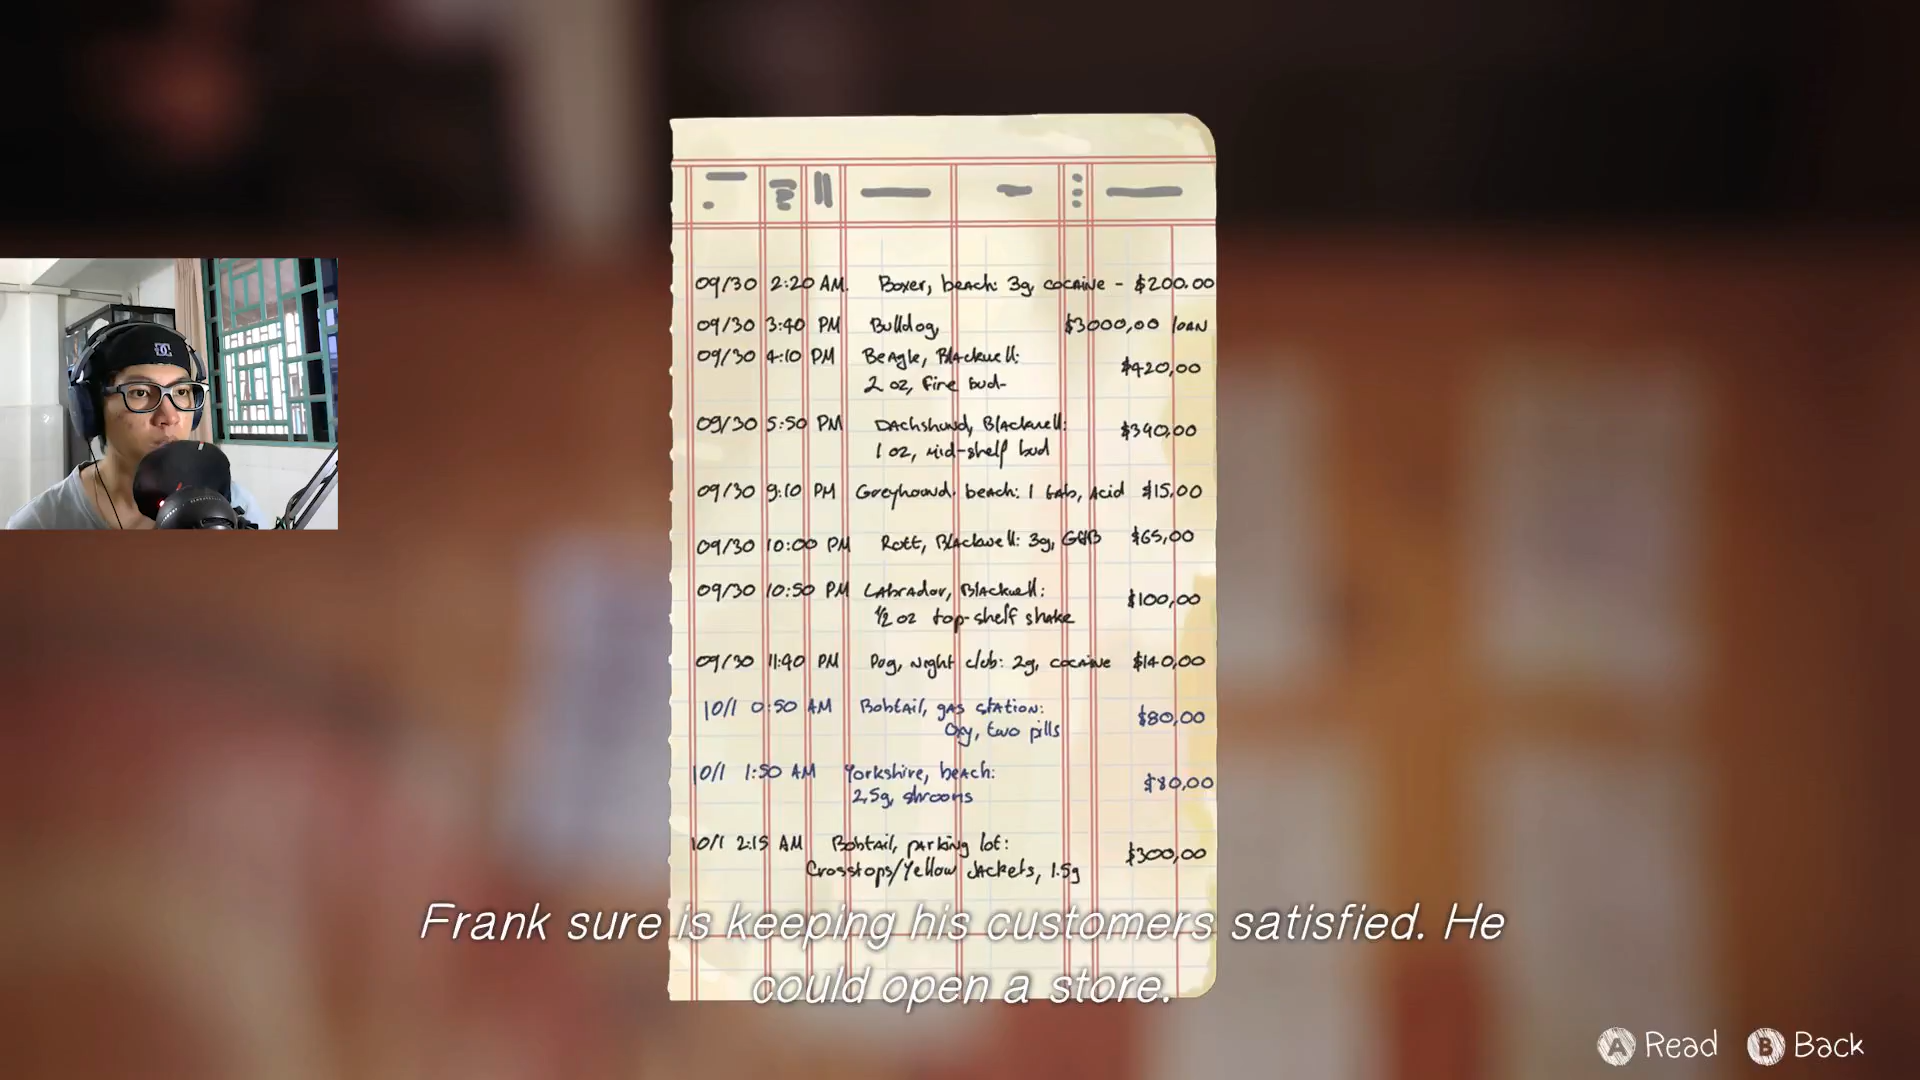 09/30 2:20 AM. Boxer, beach: 3g, cocaine - $200.00
09/30 3:40 PM Bulldog, $3000,00 loan
09/30 4:10 PM Beagle, Blackwell:
2 oz, fire bud- $420,00
09/30 5:50 PM Dachshund, Blackwell:
1 oz, mid-shelf bud $340,00
09/30 9:10 PM Greyhound, beach: 1 tab, acid $15.00
09/30 10:00 PM Rott, Blackwell: 3g, GHB $65,00
09/30 10:50 PM Labrador, Blackwell:
1/2 oz top-shelf shake $100,00
09/30 11:40 PM Pog, night club: 2g, cocaine $140,00
10/1 0:50 AM Bobtail, gas station:
Oxy, two pills $80,00
10/1 1:50 AM Yorkshire, beach:
2,5g, shrooms $80,00
10/1 2:15 AM Bobtail, parking lot:
Crosstops/Yellow Jackets, 1.5g $300,00
Frank sure is keeping his customers satisfied. He
could open a store.
A Read B Back